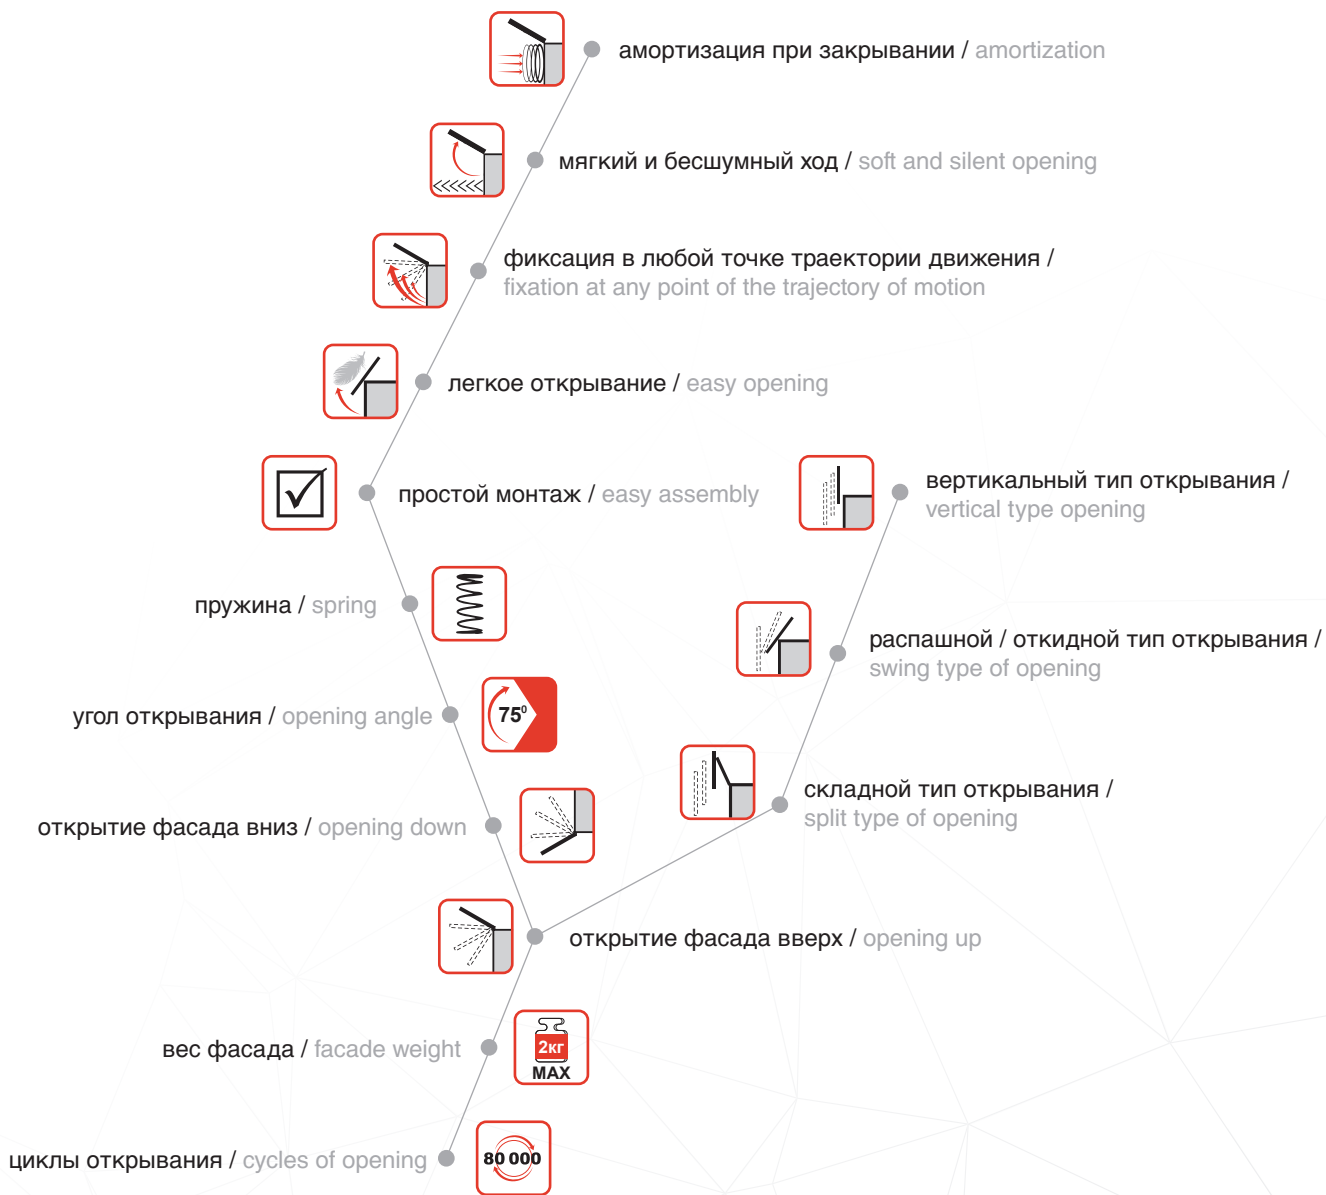 амортизация при закрывании / amortization
мягкий и бесшумный ход / soft and silent opening
фиксация в любой точке траектории движения /
fixation at any point of the trajectory of motion
легкое открывание / easy opening
простой монтаж / easy assembly
вертикальный тип открывания /
vertical type opening
пружина / spring
распашной / откидной тип открывания /
swing type of opening
угол открывания / opening angle
75⁰
складной тип открывания /
split type of opening
открытие фасада вниз / opening down
открытие фасада вверх / opening up
вес фасада / facade weight
2кг
MAX
циклы открывания / cycles of opening
80 000